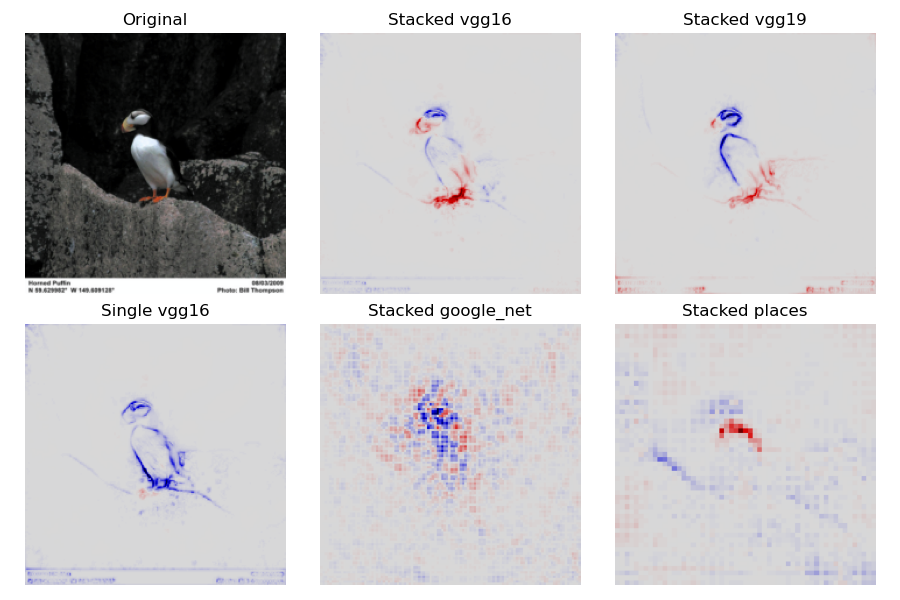 Original
Stacked vgg16
Stacked vgg19
Horned Puffin
08/03/2009
N 59.629982° W 149.609128°
Photo: Bill Thompson
Single vgg16
Stacked google_net
Stacked places